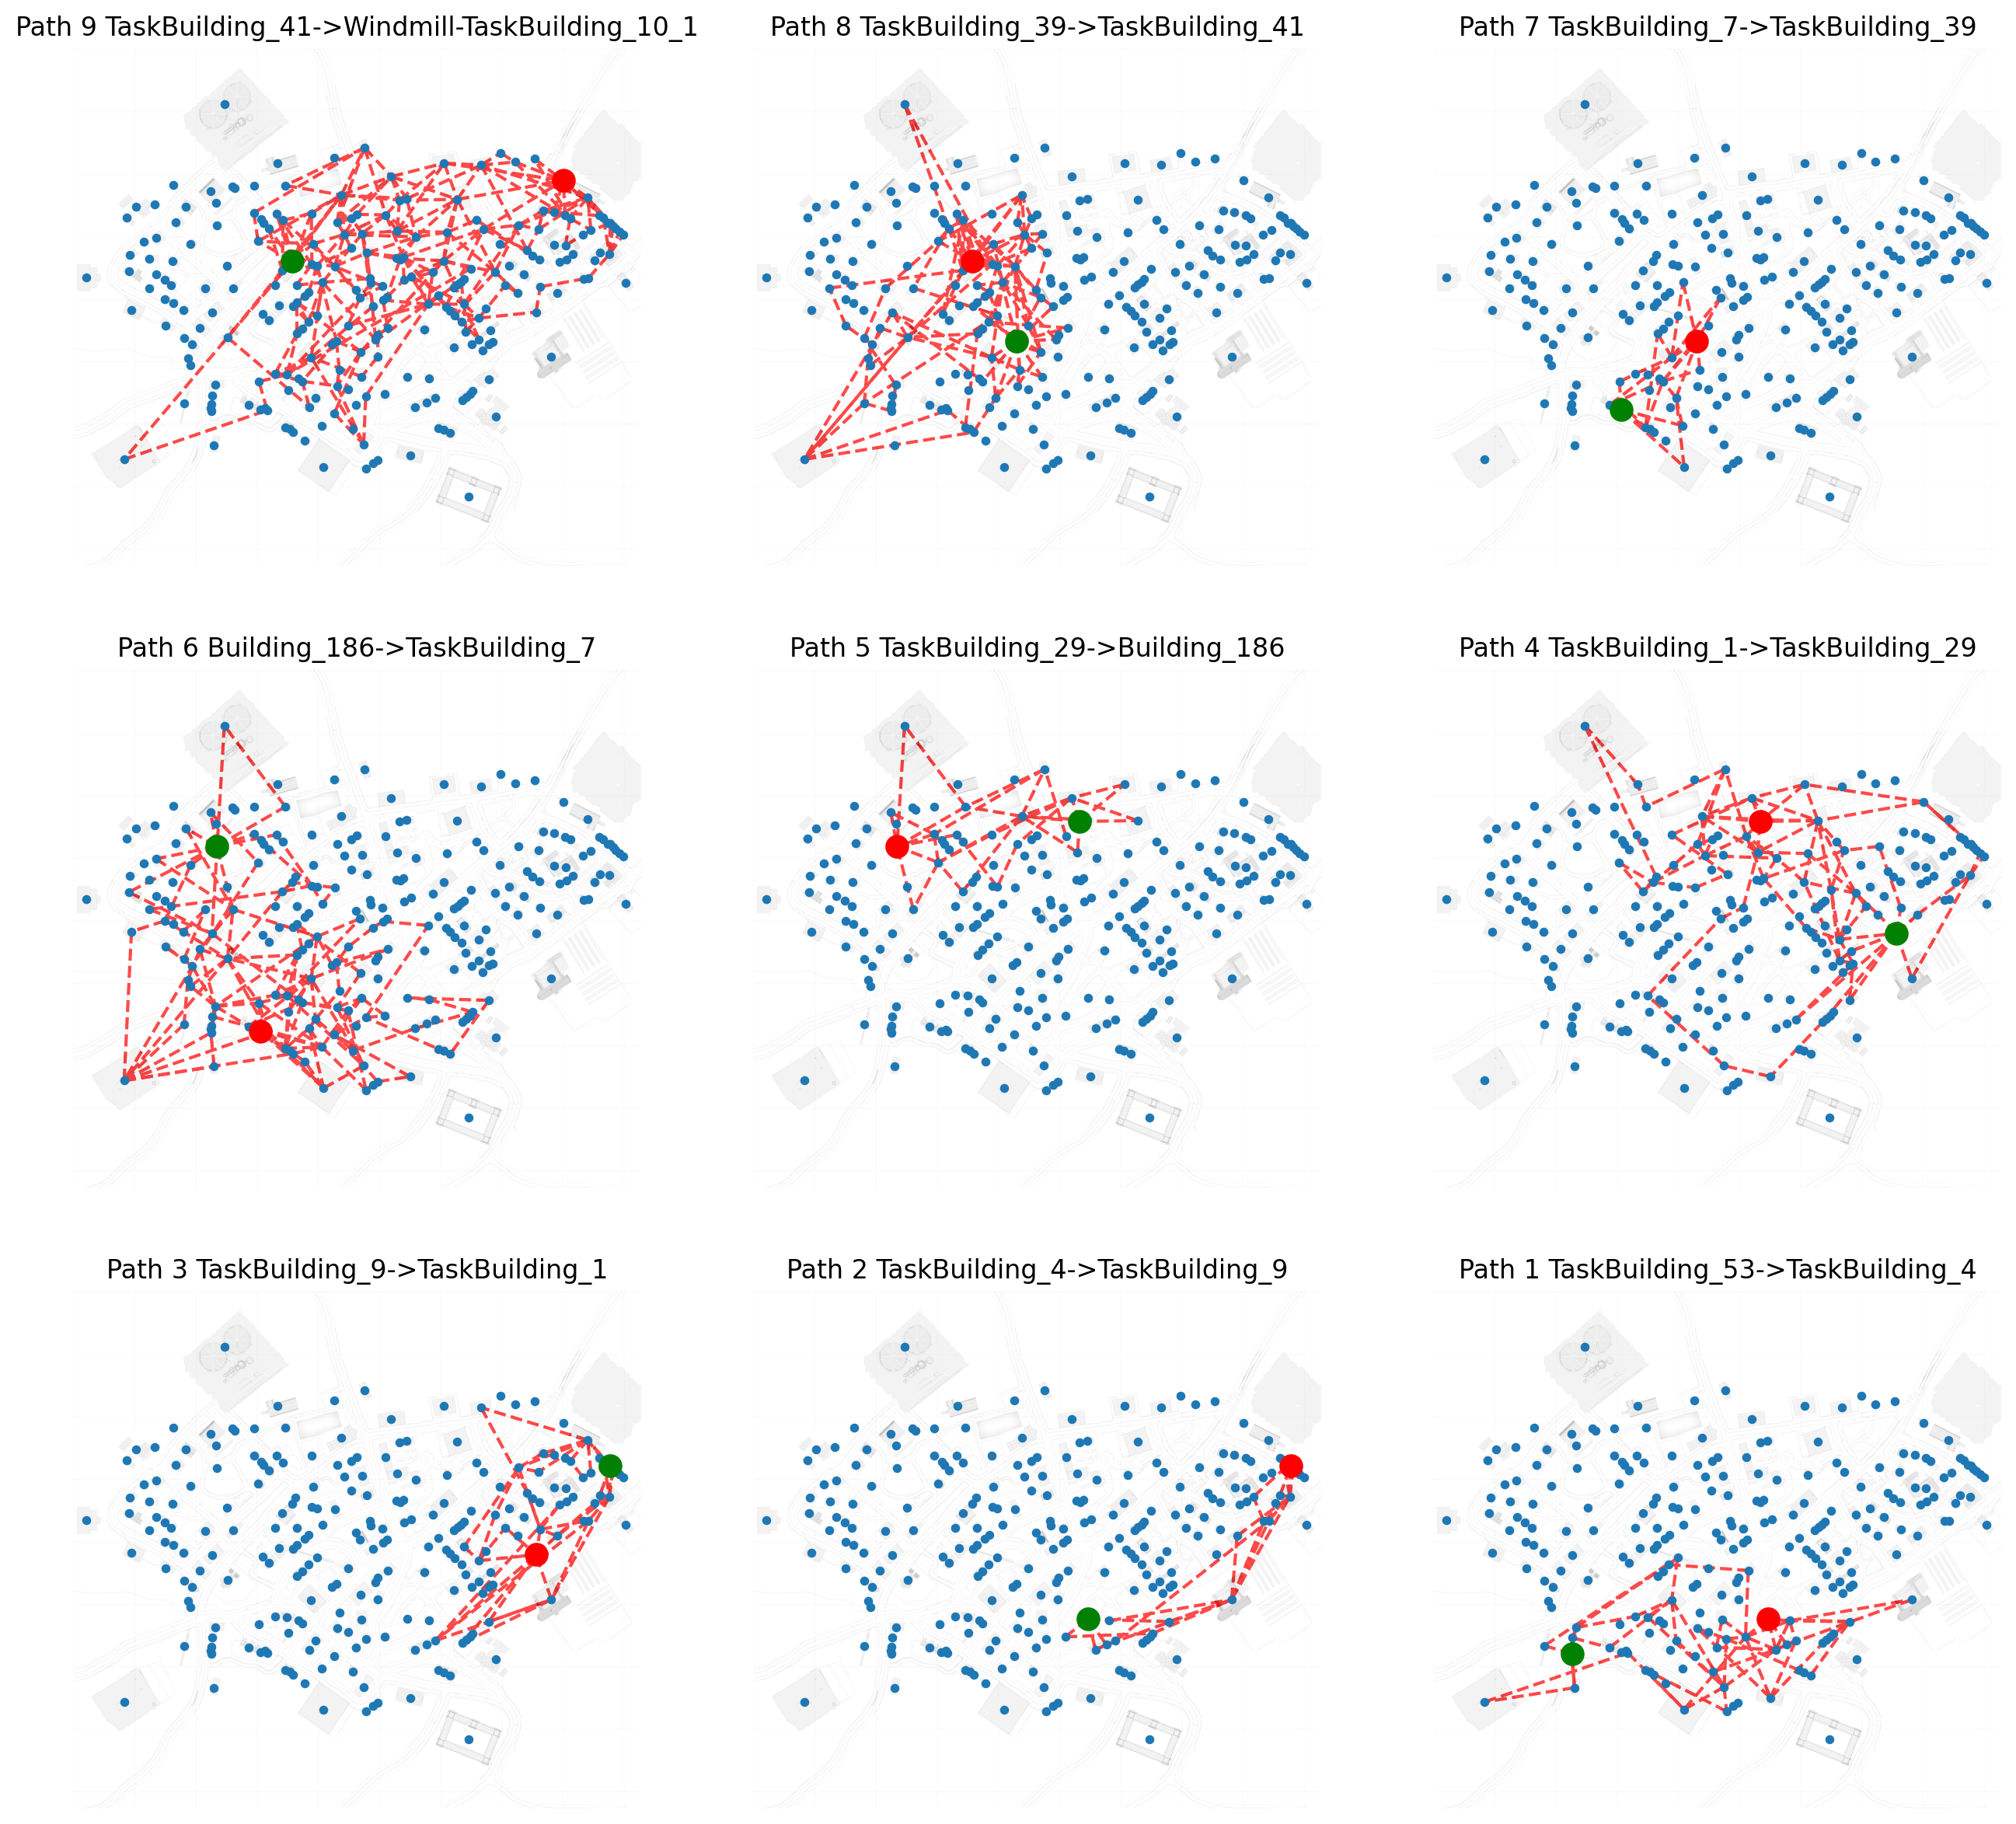 Path 9 TaskBuilding_41->Windmill-TaskBuilding_10_1
Path 8 TaskBuilding_39->TaskBuilding_41
Path 7 TaskBuilding_7->TaskBuilding_39
Path 6 Building_186->TaskBuilding_7
Path 5 TaskBuilding_29->Building_186
Path 4 TaskBuilding_1->TaskBuilding_29
Path 3 TaskBuilding_9->TaskBuilding_1
Path 2 TaskBuilding_4->TaskBuilding_9
Path 1 TaskBuilding_53->TaskBuilding_4